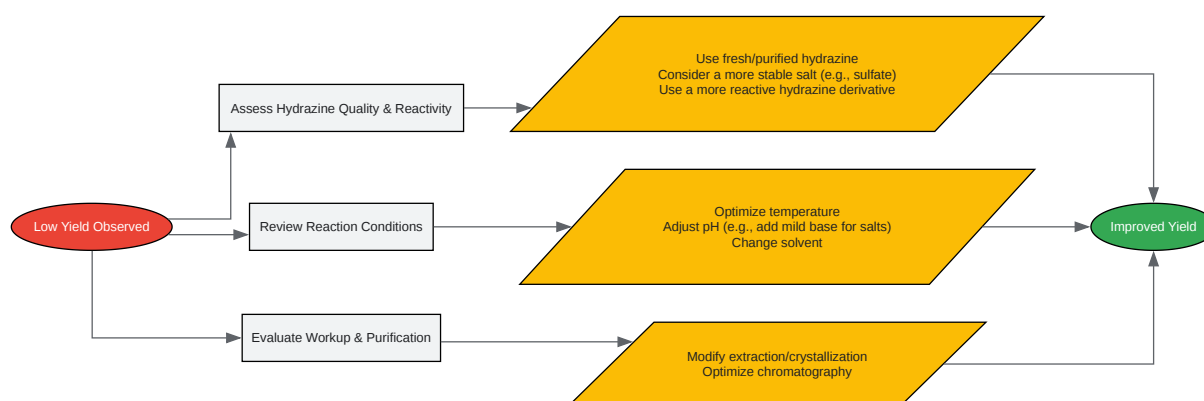 Use fresh/purified hydrazine
Consider a more stable salt (e.g., sulfate)
Use a more reactive hydrazine derivative
Assess Hydrazine Quality & Reactivity
Low Yield Observed
Review Reaction Conditions
Optimize temperature
Adjust pH (e.g., add mild base for salts)
Change solvent
Improved Yield
Evaluate Workup & Purification
Modify extraction/crystallization
Optimize chromatography